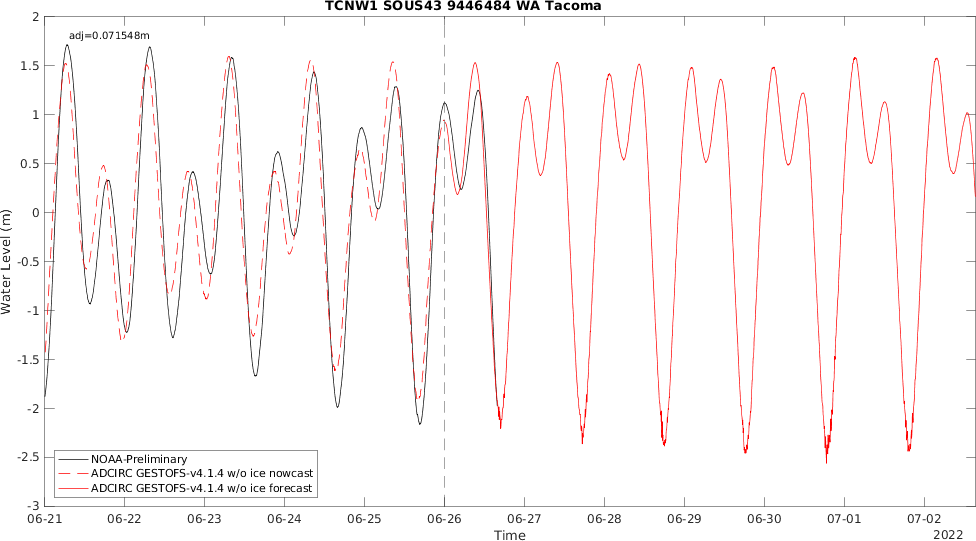 TCNW1 SOUS43 9446484 WA Tacoma
adj=0.071548m
Water Level (m)
2
1.5
1
0.5
0
-0.5
-1
-1.5
-2
-2.5
-3
NOAA-Preliminary
ADCIRC GESTOFS-v4.1.4 w/o ice nowcast
ADCIRC GESTOFS-v4.1.4 w/o ice forecast
06-21 06-22 06-23 06-24 06-25 06-26 06-27 06-28 06-29 06-30 07-01 07-02
Time
2022